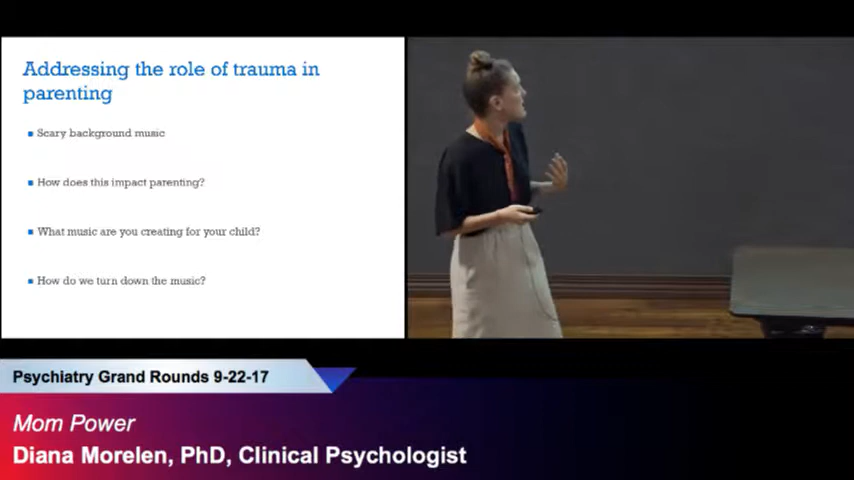 Addressing the role of trauma in
parenting
Scary background music
How does this impact parenting?
What music are you creating for your child?
How do we turn down the music?
Psychiatry Grand Rounds 9-22-17
Mom Power
Diana Morelen, PhD, Clinical Psychologist